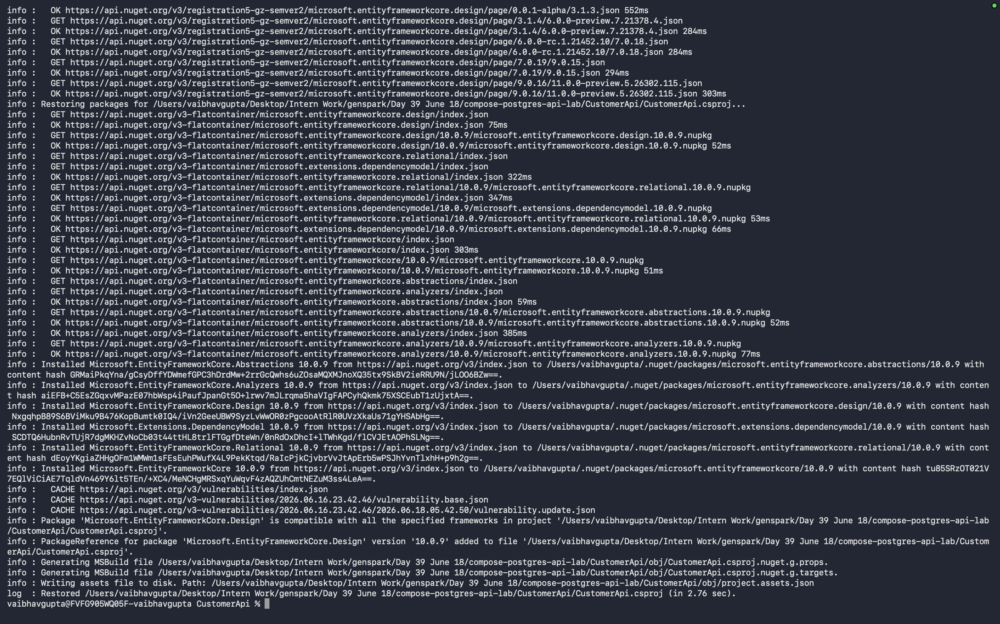 info :   OK https://api.nuget.org/v3/registration5-gz-semver2/microsoft.entityframeworkcore.design/page/0.0.1-alpha/3.1.3.json 552ms
info :   GET https://api.nuget.org/v3/registration5-gz-semver2/microsoft.entityframeworkcore.design/page/3.1.4/6.0.0-preview.7.21378.4.json
info :   OK https://api.nuget.org/v3/registration5-gz-semver2/microsoft.entityframeworkcore.design/page/3.1.4/6.0.0-preview.7.21378.4.json 284ms
info :   GET https://api.nuget.org/v3/registration5-gz-semver2/microsoft.entityframeworkcore.design/page/6.0.0-rc.1.21452.10/7.0.18.json
info :   OK https://api.nuget.org/v3/registration5-gz-semver2/microsoft.entityframeworkcore.design/page/6.0.0-rc.1.21452.10/7.0.18.json 284ms
info :   GET https://api.nuget.org/v3/registration5-gz-semver2/microsoft.entityframeworkcore.design/page/7.0.19/9.0.15.json
info :   OK https://api.nuget.org/v3/registration5-gz-semver2/microsoft.entityframeworkcore.design/page/7.0.19/9.0.15.json 294ms
info :   GET https://api.nuget.org/v3/registration5-gz-semver2/microsoft.entityframeworkcore.design/page/9.0.16/11.0.0-preview.5.26302.115.json
info :   OK https://api.nuget.org/v3/registration5-gz-semver2/microsoft.entityframeworkcore.design/page/9.0.16/11.0.0-preview.5.26302.115.json 303ms
info : Restoring packages for /Users/vaibhavgupta/Desktop/Intern Work/genspark/Day 39 June 18/compose-postgres-api-lab/CustomerApi/CustomerApi.csproj...
info :   GET https://api.nuget.org/v3-flatcontainer/microsoft.entityframeworkcore.design/index.json
info :   OK https://api.nuget.org/v3-flatcontainer/microsoft.entityframeworkcore.design/index.json 75ms
info :   GET https://api.nuget.org/v3-flatcontainer/microsoft.entityframeworkcore.design/10.0.9/microsoft.entityframeworkcore.design.10.0.9.nupkg
info :   OK https://api.nuget.org/v3-flatcontainer/microsoft.entityframeworkcore.design/10.0.9/microsoft.entityframeworkcore.design.10.0.9.nupkg 52ms
info :   GET https://api.nuget.org/v3-flatcontainer/microsoft.entityframeworkcore.relational/index.json
info :   GET https://api.nuget.org/v3-flatcontainer/microsoft.extensions.dependencymodel/index.json
info :   OK https://api.nuget.org/v3-flatcontainer/microsoft.entityframeworkcore.relational/index.json 322ms
info :   GET https://api.nuget.org/v3-flatcontainer/microsoft.entityframeworkcore.relational/10.0.9/microsoft.entityframeworkcore.relational.10.0.9.nupkg
info :   OK https://api.nuget.org/v3-flatcontainer/microsoft.extensions.dependencymodel/index.json 347ms
info :   GET https://api.nuget.org/v3-flatcontainer/microsoft.extensions.dependencymodel/10.0.9/microsoft.extensions.dependencymodel.10.0.9.nupkg
info :   OK https://api.nuget.org/v3-flatcontainer/microsoft.entityframeworkcore.relational/10.0.9/microsoft.entityframeworkcore.relational.10.0.9.nupkg 53ms
info :   OK https://api.nuget.org/v3-flatcontainer/microsoft.extensions.dependencymodel/10.0.9/microsoft.extensions.dependencymodel.10.0.9.nupkg 66ms
info :   GET https://api.nuget.org/v3-flatcontainer/microsoft.entityframeworkcore/index.json
info :   OK https://api.nuget.org/v3-flatcontainer/microsoft.entityframeworkcore/index.json 303ms
info :   GET https://api.nuget.org/v3-flatcontainer/microsoft.entityframeworkcore/10.0.9/microsoft.entityframeworkcore.10.0.9.nupkg
info :   OK https://api.nuget.org/v3-flatcontainer/microsoft.entityframeworkcore/10.0.9/microsoft.entityframeworkcore.10.0.9.nupkg 51ms
info :   GET https://api.nuget.org/v3-flatcontainer/microsoft.entityframeworkcore.abstractions/index.json
info :   GET https://api.nuget.org/v3-flatcontainer/microsoft.entityframeworkcore.analyzers/index.json
info :   OK https://api.nuget.org/v3-flatcontainer/microsoft.entityframeworkcore.abstractions/index.json 59ms
info :   GET https://api.nuget.org/v3-flatcontainer/microsoft.entityframeworkcore.abstractions/10.0.9/microsoft.entityframeworkcore.abstractions.10.0.9.nupkg
info :   OK https://api.nuget.org/v3-flatcontainer/microsoft.entityframeworkcore.abstractions/10.0.9/microsoft.entityframeworkcore.abstractions.10.0.9.nupkg 52ms
info :   OK https://api.nuget.org/v3-flatcontainer/microsoft.entityframeworkcore.analyzers/index.json 385ms
info :   GET https://api.nuget.org/v3-flatcontainer/microsoft.entityframeworkcore.analyzers/10.0.9/microsoft.entityframeworkcore.analyzers.10.0.9.nupkg
info :   OK https://api.nuget.org/v3-flatcontainer/microsoft.entityframeworkcore.analyzers/10.0.9/microsoft.entityframeworkcore.analyzers.10.0.9.nupkg 77ms
info : Installed Microsoft.EntityFrameworkCore.Abstractions 10.0.9 from https://api.nuget.org/v3/index.json to /Users/vaibhavgupta/.nuget/packages/microsoft.entityframeworkcore.abstractions/10.0.9 with
content hash GRMaiPkqYna/gCsyDffYDWmefGPC3hDrdMw+2rrGcQwhs6uZOsaMQXMJnoXQ35tx9SkBV2ieRRU9N/jLOO6BZw==.
info : Installed Microsoft.EntityFrameworkCore.Analyzers 10.0.9 from https://api.nuget.org/v3/index.json to /Users/vaibhavgupta/.nuget/packages/microsoft.entityframeworkcore.analyzers/10.0.9 with conten
t hash aiEFB+C5EsZGqxvMPazE07hbWsp4iPaufJpanGt5O+lrwv7mJLrqma5haVIgFAPCyhQkmk75XSCEubT1zUjxtA==.
info : Installed Microsoft.EntityFrameworkCore.Design 10.0.9 from https://api.nuget.org/v3/index.json to /Users/vaibhavgupta/.nuget/packages/microsoft.entityframeworkcore.design/10.0.9 with content hash
 NxgqhpB89S6BViMku9B476KopBumtk0IQ4/iVn2GeeUBW9SyzLvWwOR0zPgcooAtRlR0UVzXkaUs71gYHSAbHg==.
info : Installed Microsoft.Extensions.DependencyModel 10.0.9 from https://api.nuget.org/v3/index.json to /Users/vaibhavgupta/.nuget/packages/microsoft.extensions.dependencymodel/10.0.9 with content hash
 SCDTQ6HubnRvTUjR7dgMKHZvNoCb03t44ttHL8trlFTGgfDteWn/0nRdOxDhcI+lTWhKgd/flCVJEtAOPhSLNg==.
info : Installed Microsoft.EntityFrameworkCore.Relational 10.0.9 from https://api.nuget.org/v3/index.json to /Users/vaibhavgupta/.nuget/packages/microsoft.entityframeworkcore.relational/10.0.9 with cont
ent hash dEoyYKgiaZHHgOFm1WMWm1sFEsEuhPWufX4L9PekKtqd/RaIcPjkCjvbrVvJtApErb5wPSJhYvnTlxhH+p9h2g==.
info : Installed Microsoft.EntityFrameworkCore 10.0.9 from https://api.nuget.org/v3/index.json to /Users/vaibhavgupta/.nuget/packages/microsoft.entityframeworkcore/10.0.9 with content hash tu85SRzOT021V
7EQlViCiAE7TqldVn469Y6lt5TEn/+XC4/MeNCHgMRSxqYuWqvF4zAQZUhCmtNEZuM3ss4LeA==.
info :   CACHE https://api.nuget.org/v3/vulnerabilities/index.json
info :   CACHE https://api.nuget.org/v3-vulnerabilities/2026.06.16.23.42.46/vulnerability.base.json
info :   CACHE https://api.nuget.org/v3-vulnerabilities/2026.06.16.23.42.46/2026.06.18.05.42.50/vulnerability.update.json
info : Package 'Microsoft.EntityFrameworkCore.Design' is compatible with all the specified frameworks in project '/Users/vaibhavgupta/Desktop/Intern Work/genspark/Day 39 June 18/compose-postgres-api-lab
/CustomerApi/CustomerApi.csproj'.
info : PackageReference for package 'Microsoft.EntityFrameworkCore.Design' version '10.0.9' added to file '/Users/vaibhavgupta/Desktop/Intern Work/genspark/Day 39 June 18/compose-postgres-api-lab/Custom
erApi/CustomerApi.csproj'.
info : Generating MSBuild file /Users/vaibhavgupta/Desktop/Intern Work/genspark/Day 39 June 18/compose-postgres-api-lab/CustomerApi/obj/CustomerApi.csproj.nuget.g.props.
info : Generating MSBuild file /Users/vaibhavgupta/Desktop/Intern Work/genspark/Day 39 June 18/compose-postgres-api-lab/CustomerApi/obj/CustomerApi.csproj.nuget.g.targets.
info : Writing assets file to disk. Path: /Users/vaibhavgupta/Desktop/Intern Work/genspark/Day 39 June 18/compose-postgres-api-lab/CustomerApi/obj/project.assets.json
log  : Restored /Users/vaibhavgupta/Desktop/Intern Work/genspark/Day 39 June 18/compose-postgres-api-lab/CustomerApi/CustomerApi.csproj (in 2.76 sec).
vaibhavgupta@FVFG905WQ05F-vaibhavgupta CustomerApi %